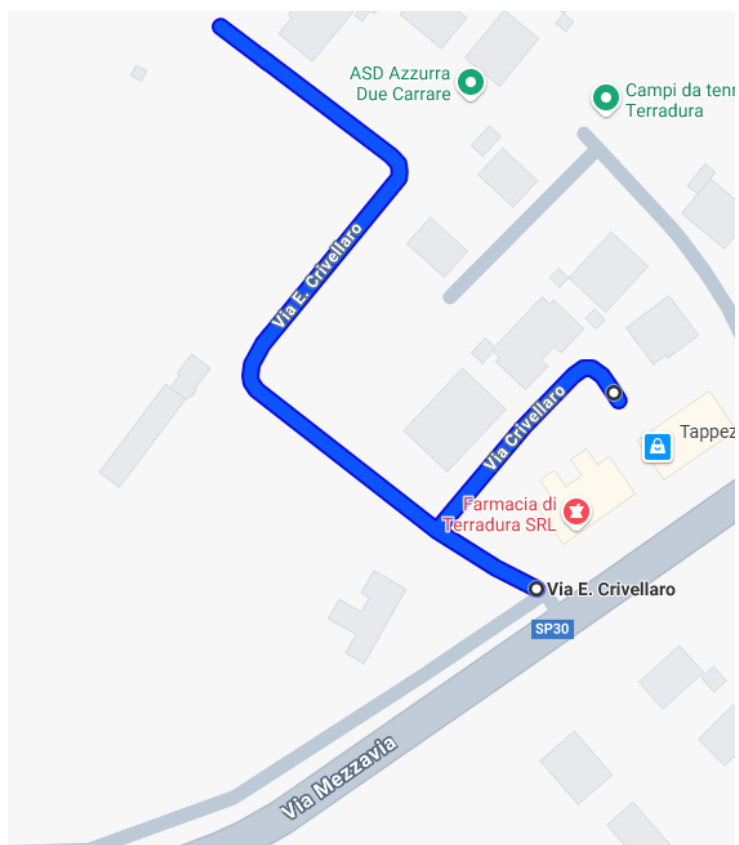 ASD Azzurra
Due Carrare
Campi da tenn
Terradura
Via E. Crivellaro
Via Crivellaro
Tappez
Farmacia di
Terradura SRL
Via E. Crivellaro
SP30
Via Mezzavia